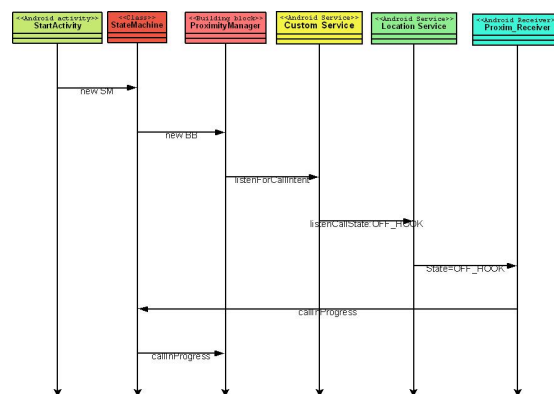 <<Android activity>>
StartActivity
<<Class>>
StateMachine
<<Building block>>
ProximityManager
<<Android Service>>
Custom Service
<<Android Service>>
Location Service
<<Android Receiver>>
Proxim_Receiver
new SM
new BB
listenForCallIntent
listenCallState:OFF_HOOK
State=OFF_HOOK
callInProgress
callInProgress